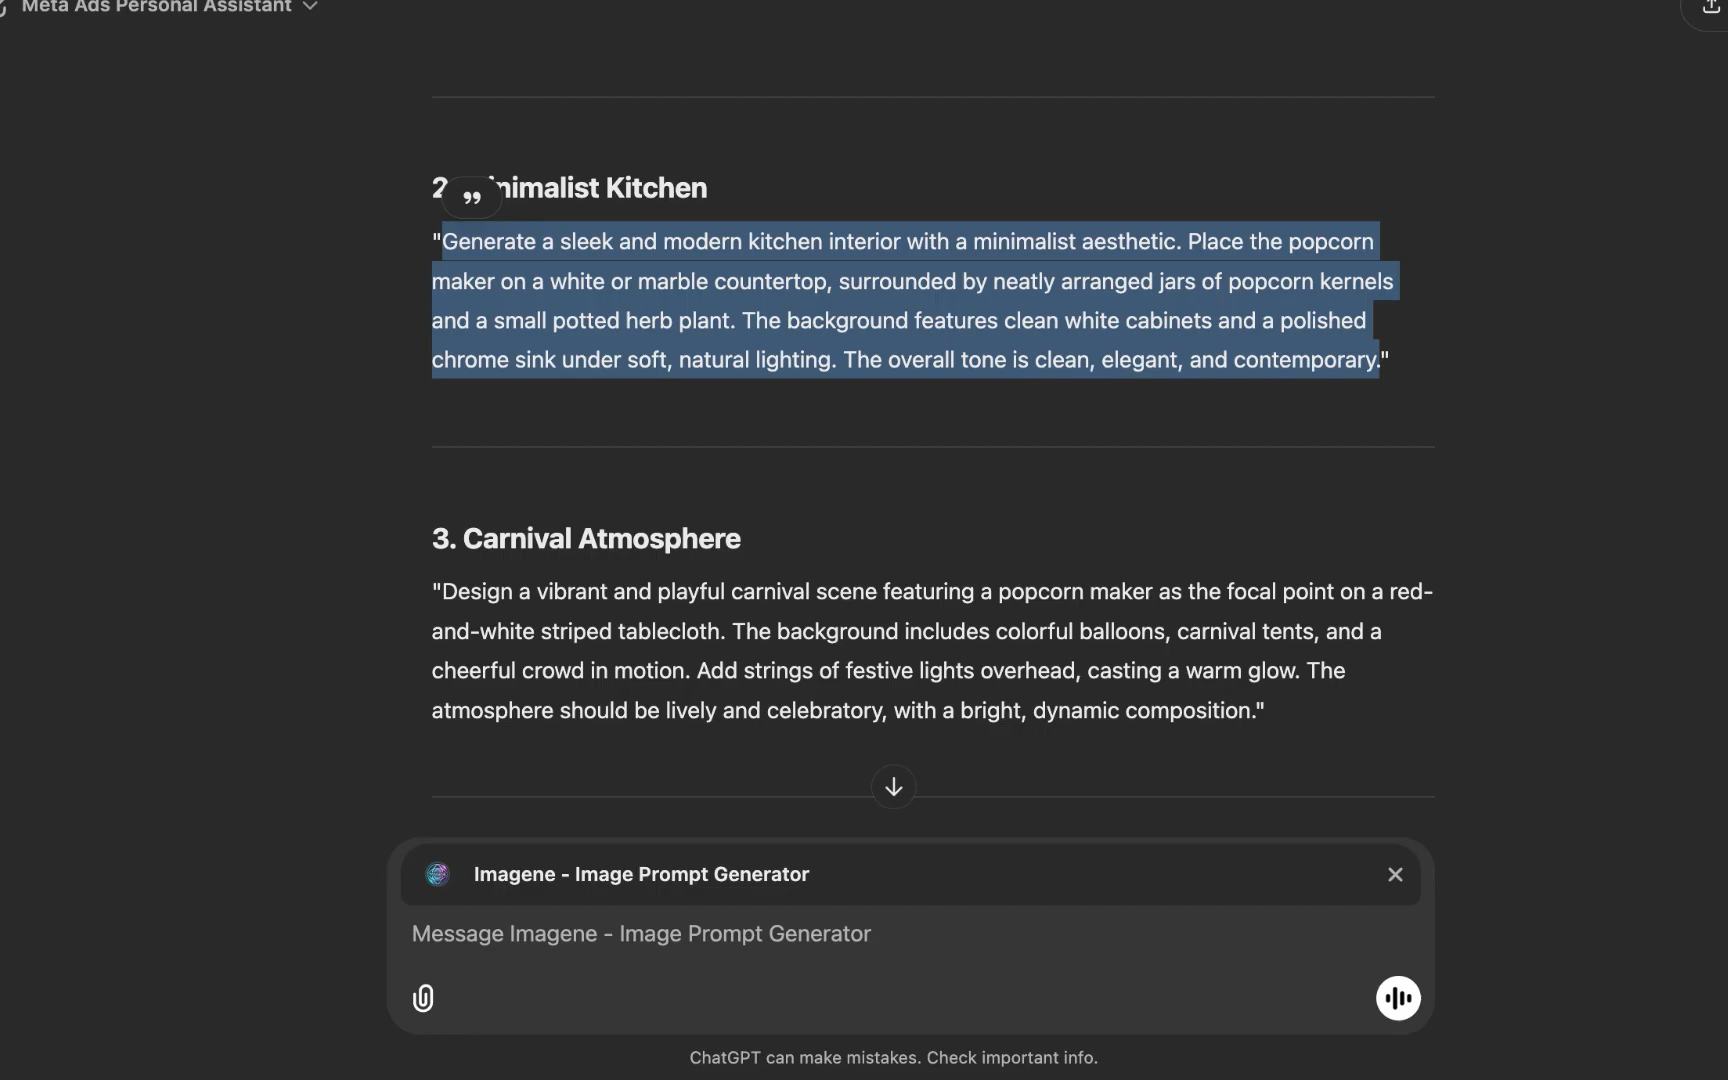 Meta Ads Personal Assistant
2 inimalist Kitchen
"Generate a sleek and modern kitchen interior with a minimalist aesthetic. Place the popcorn
maker on a white or marble countertop, surrounded by neatly arranged jars of popcorn kernels
and a small potted herb plant. The background features clean white cabinets and a polished
chrome sink under soft, natural lighting. The overall tone is clean, elegant, and contemporary."
3. Carnival Atmosphere
"Design a vibrant and playful carnival scene featuring a popcorn maker as the focal point on a red-
and-white striped tablecloth. The background includes colorful balloons, carnival tents, and a
cheerful crowd in motion. Add strings of festive lights overhead, casting a warm glow. The
atmosphere should be lively and celebratory, with a bright, dynamic composition."
Imagene - Image Prompt Generator
Message Imagene - Image Prompt Generator
ChatGPT can make mistakes. Check important info.